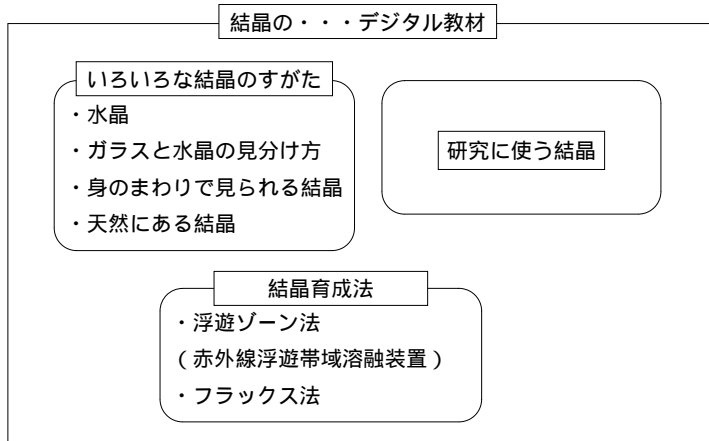 結晶の・・・デジタル教材
いろいろな結晶のすがた
・水晶
・ガラスと水晶の見分け方
・身のまわりで見られる結晶
・天然にある結晶
研究に使う結晶
結晶育成法
・浮遊ゾーン法
(赤外線浮遊帯域溶融装置)
・フラックス法